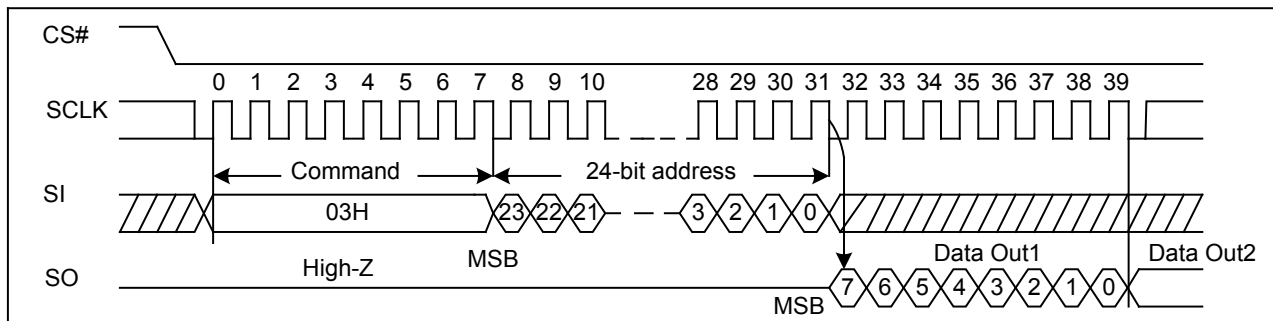 CS#
0 1 2 3 4 5 6 7 8 9 10 28 29 30 31 32 33 34 35 36 37 38 39
SCLK
Command 24-bit address
SI
03H 23 22 21 3 2 1 0
High-Z MSB Data Out1 Data Out2
SO
MSB 7 6 5 4 3 2 1 0